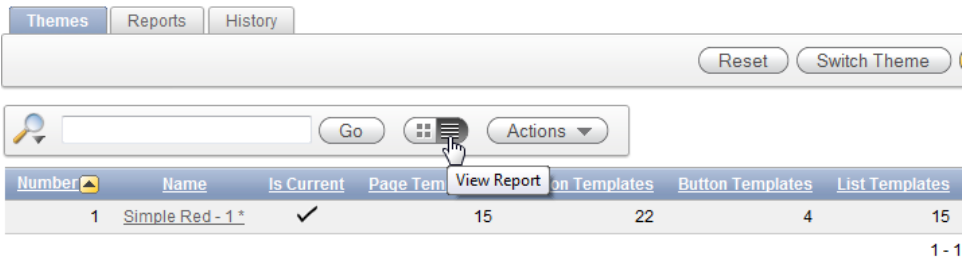 Themes Reports History
Reset Switch Theme
Go Actions
View Report
Number Name Is Current Page Tem on Templates Button Templates List Templates
1 Simple Red - 1 * 15 22 4 15
1 - 1